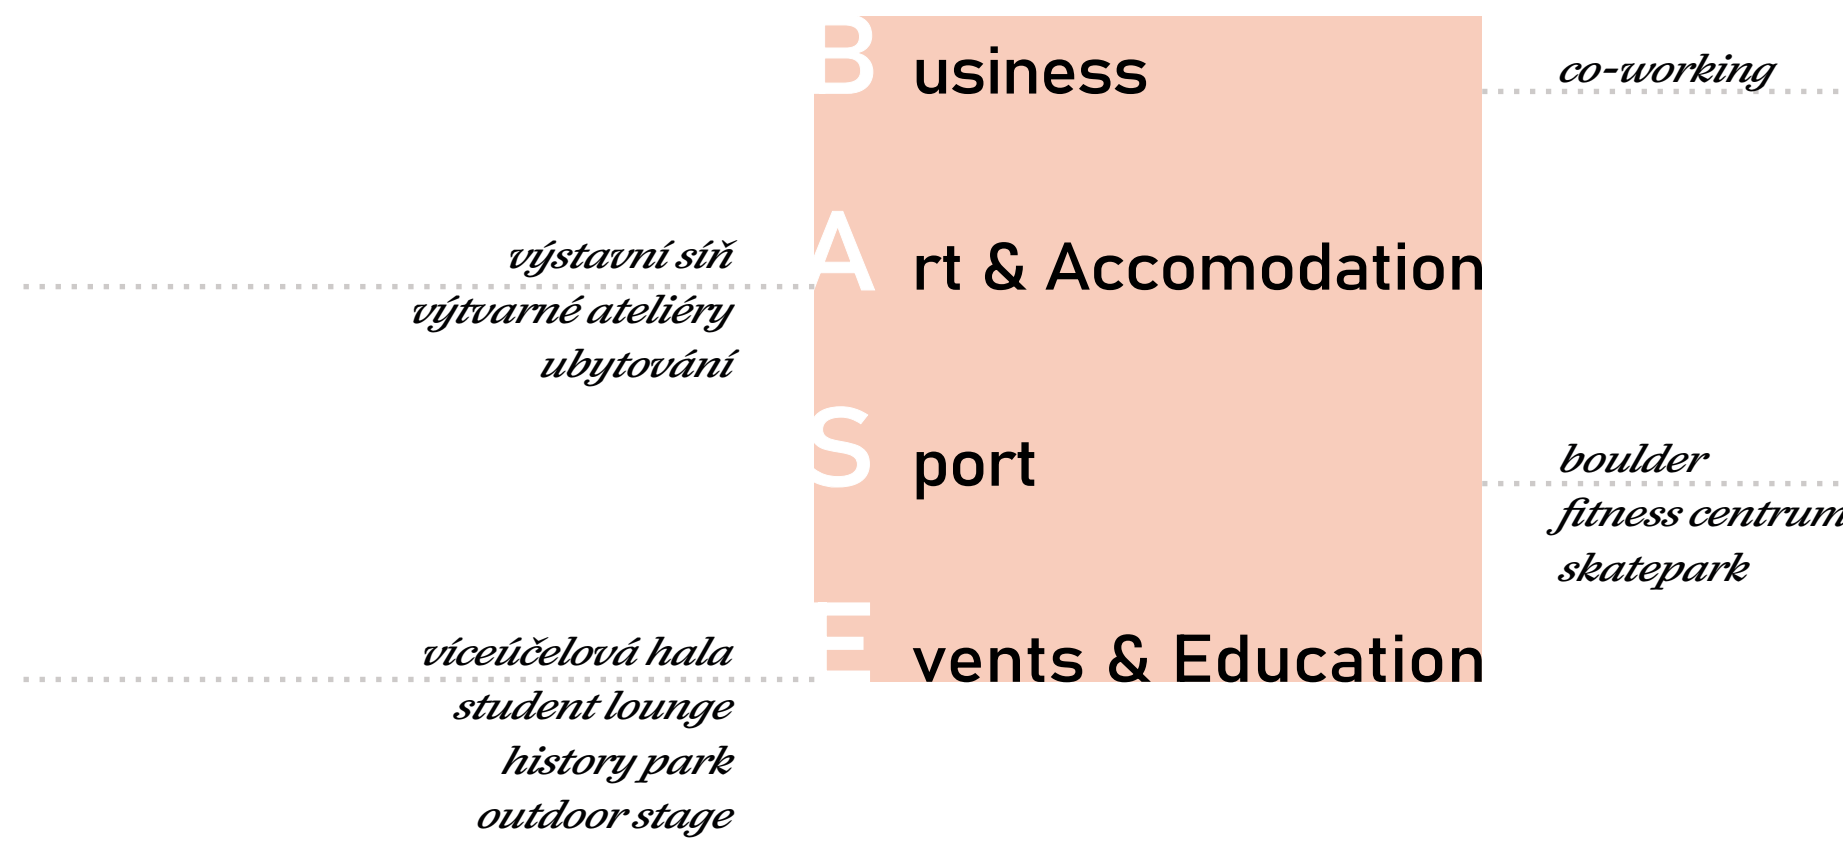 Business
co-working
výstavní síň
Art & Accomodation
výtvarné ateliéry
ubytování
Sport
boulder
fitness centrum
skatepark
víceúčelová hala
Events & Education
student lounge
history park
outdoor stage